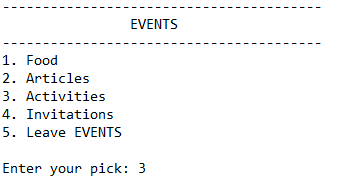 ----------------------------------------
EVENTS
----------------------------------------
1. Food
2. Articles
3. Activities
4. Invitations
5. Leave EVENTS
Enter your pick: 3